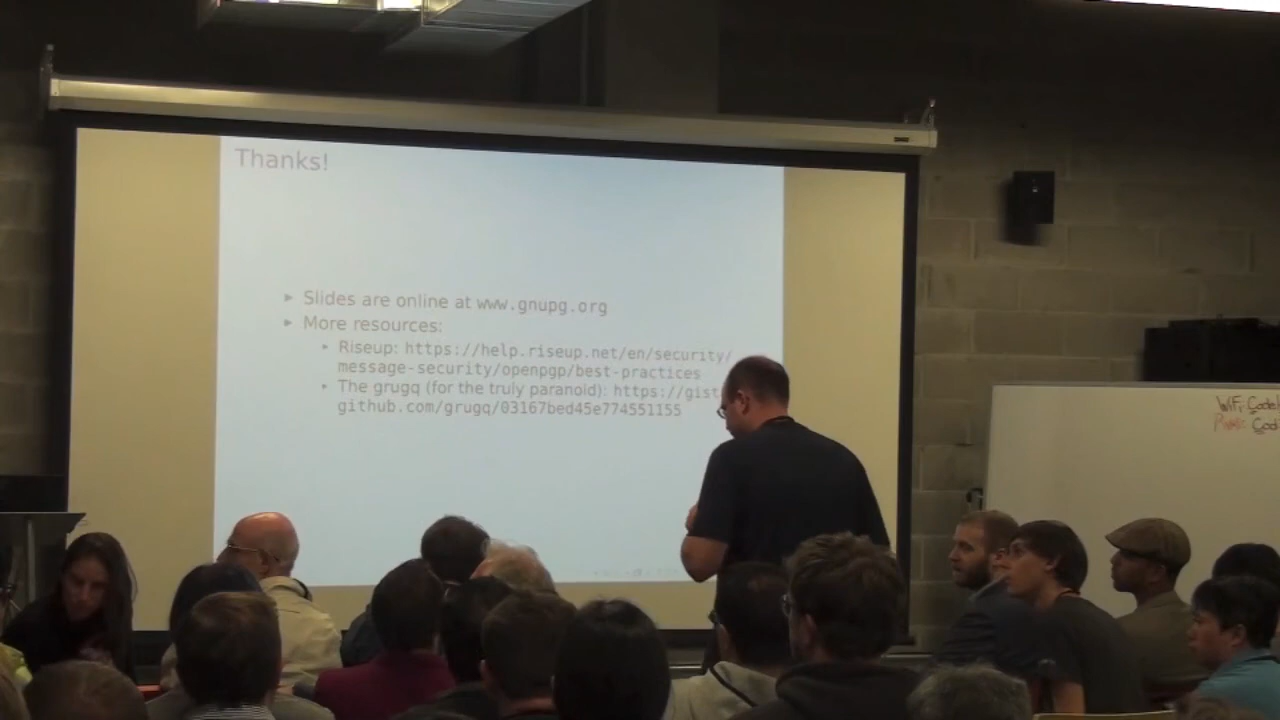 Thanks!
▸ Slides are online at www.gnupg.org
▸ More resources:
• Riseup: https://help.riseup.net/en/security/
message-security/openpgp/best-practices
• The grugq (for the truly paranoid): https://gist
github.com/grugq/03167bed45e774551155
WiFi: Code
Cod